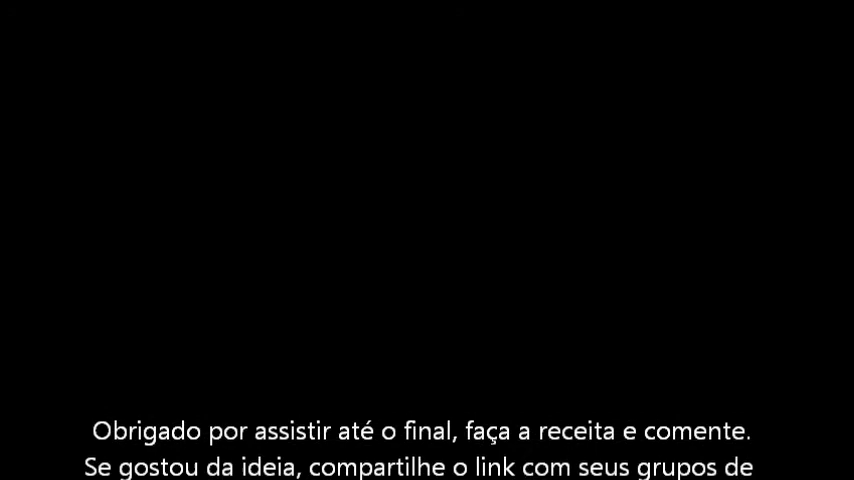 Obrigado por assistir até o final, faça a receita e comente.
Se gostou da ideia, compartilhe o link com seus grupos de